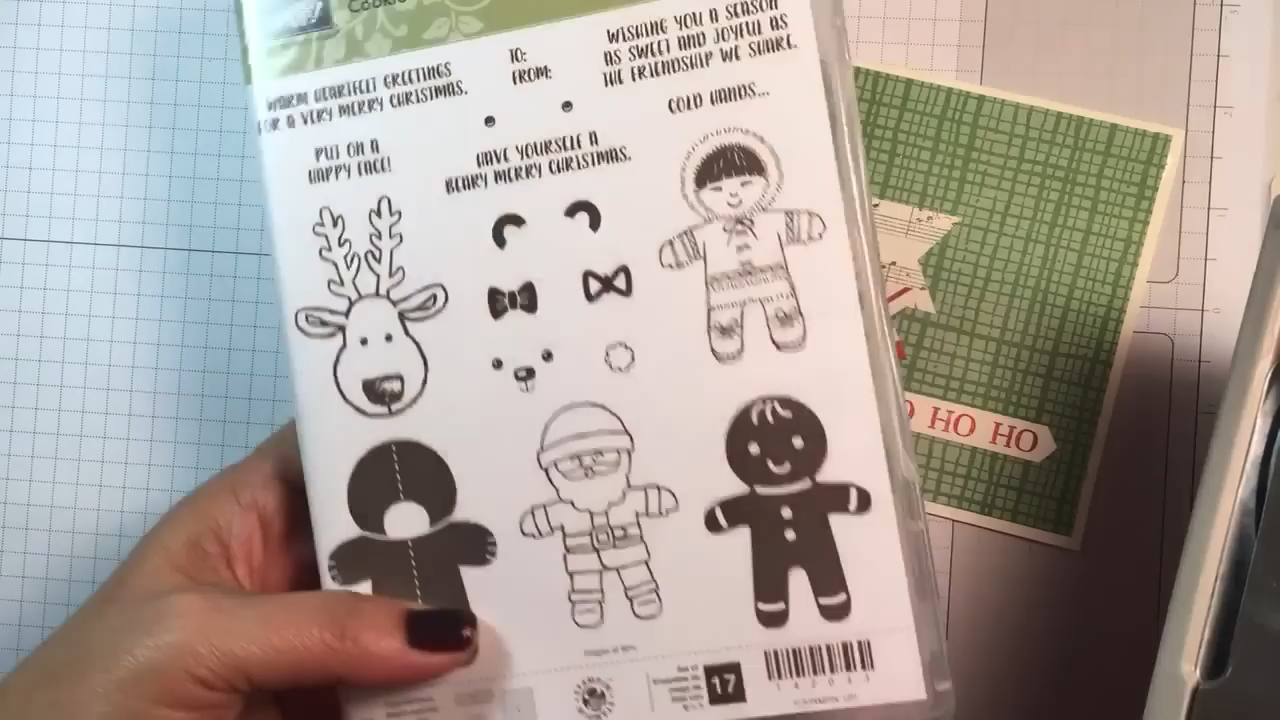 Cookie
WARM HEARTFELT GREETINGS
FOR A VERY MERRY CHRISTMAS.
TO:
FROM:
WISHING YOU A SEASON
AS SWEET AND JOYFUL AS
THE FRIENDSHIP WE SHARE.
COLD HANDS...
PUT ON A
HAPPY FACE!
HAVE YOURSELF A
BEARY MERRY CHRISTMAS.
HO HO
17